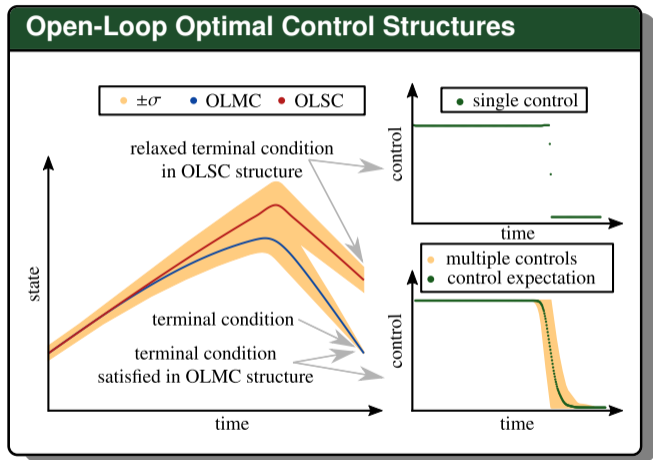 Open-Loop Optimal Control Structures
±σ OLMC OLSC
relaxed terminal condition
in OLSC structure
state
terminal condition
terminal condition
satisfied in OLMC structure
time
single control
control
time
multiple controls
control expectation
control
time